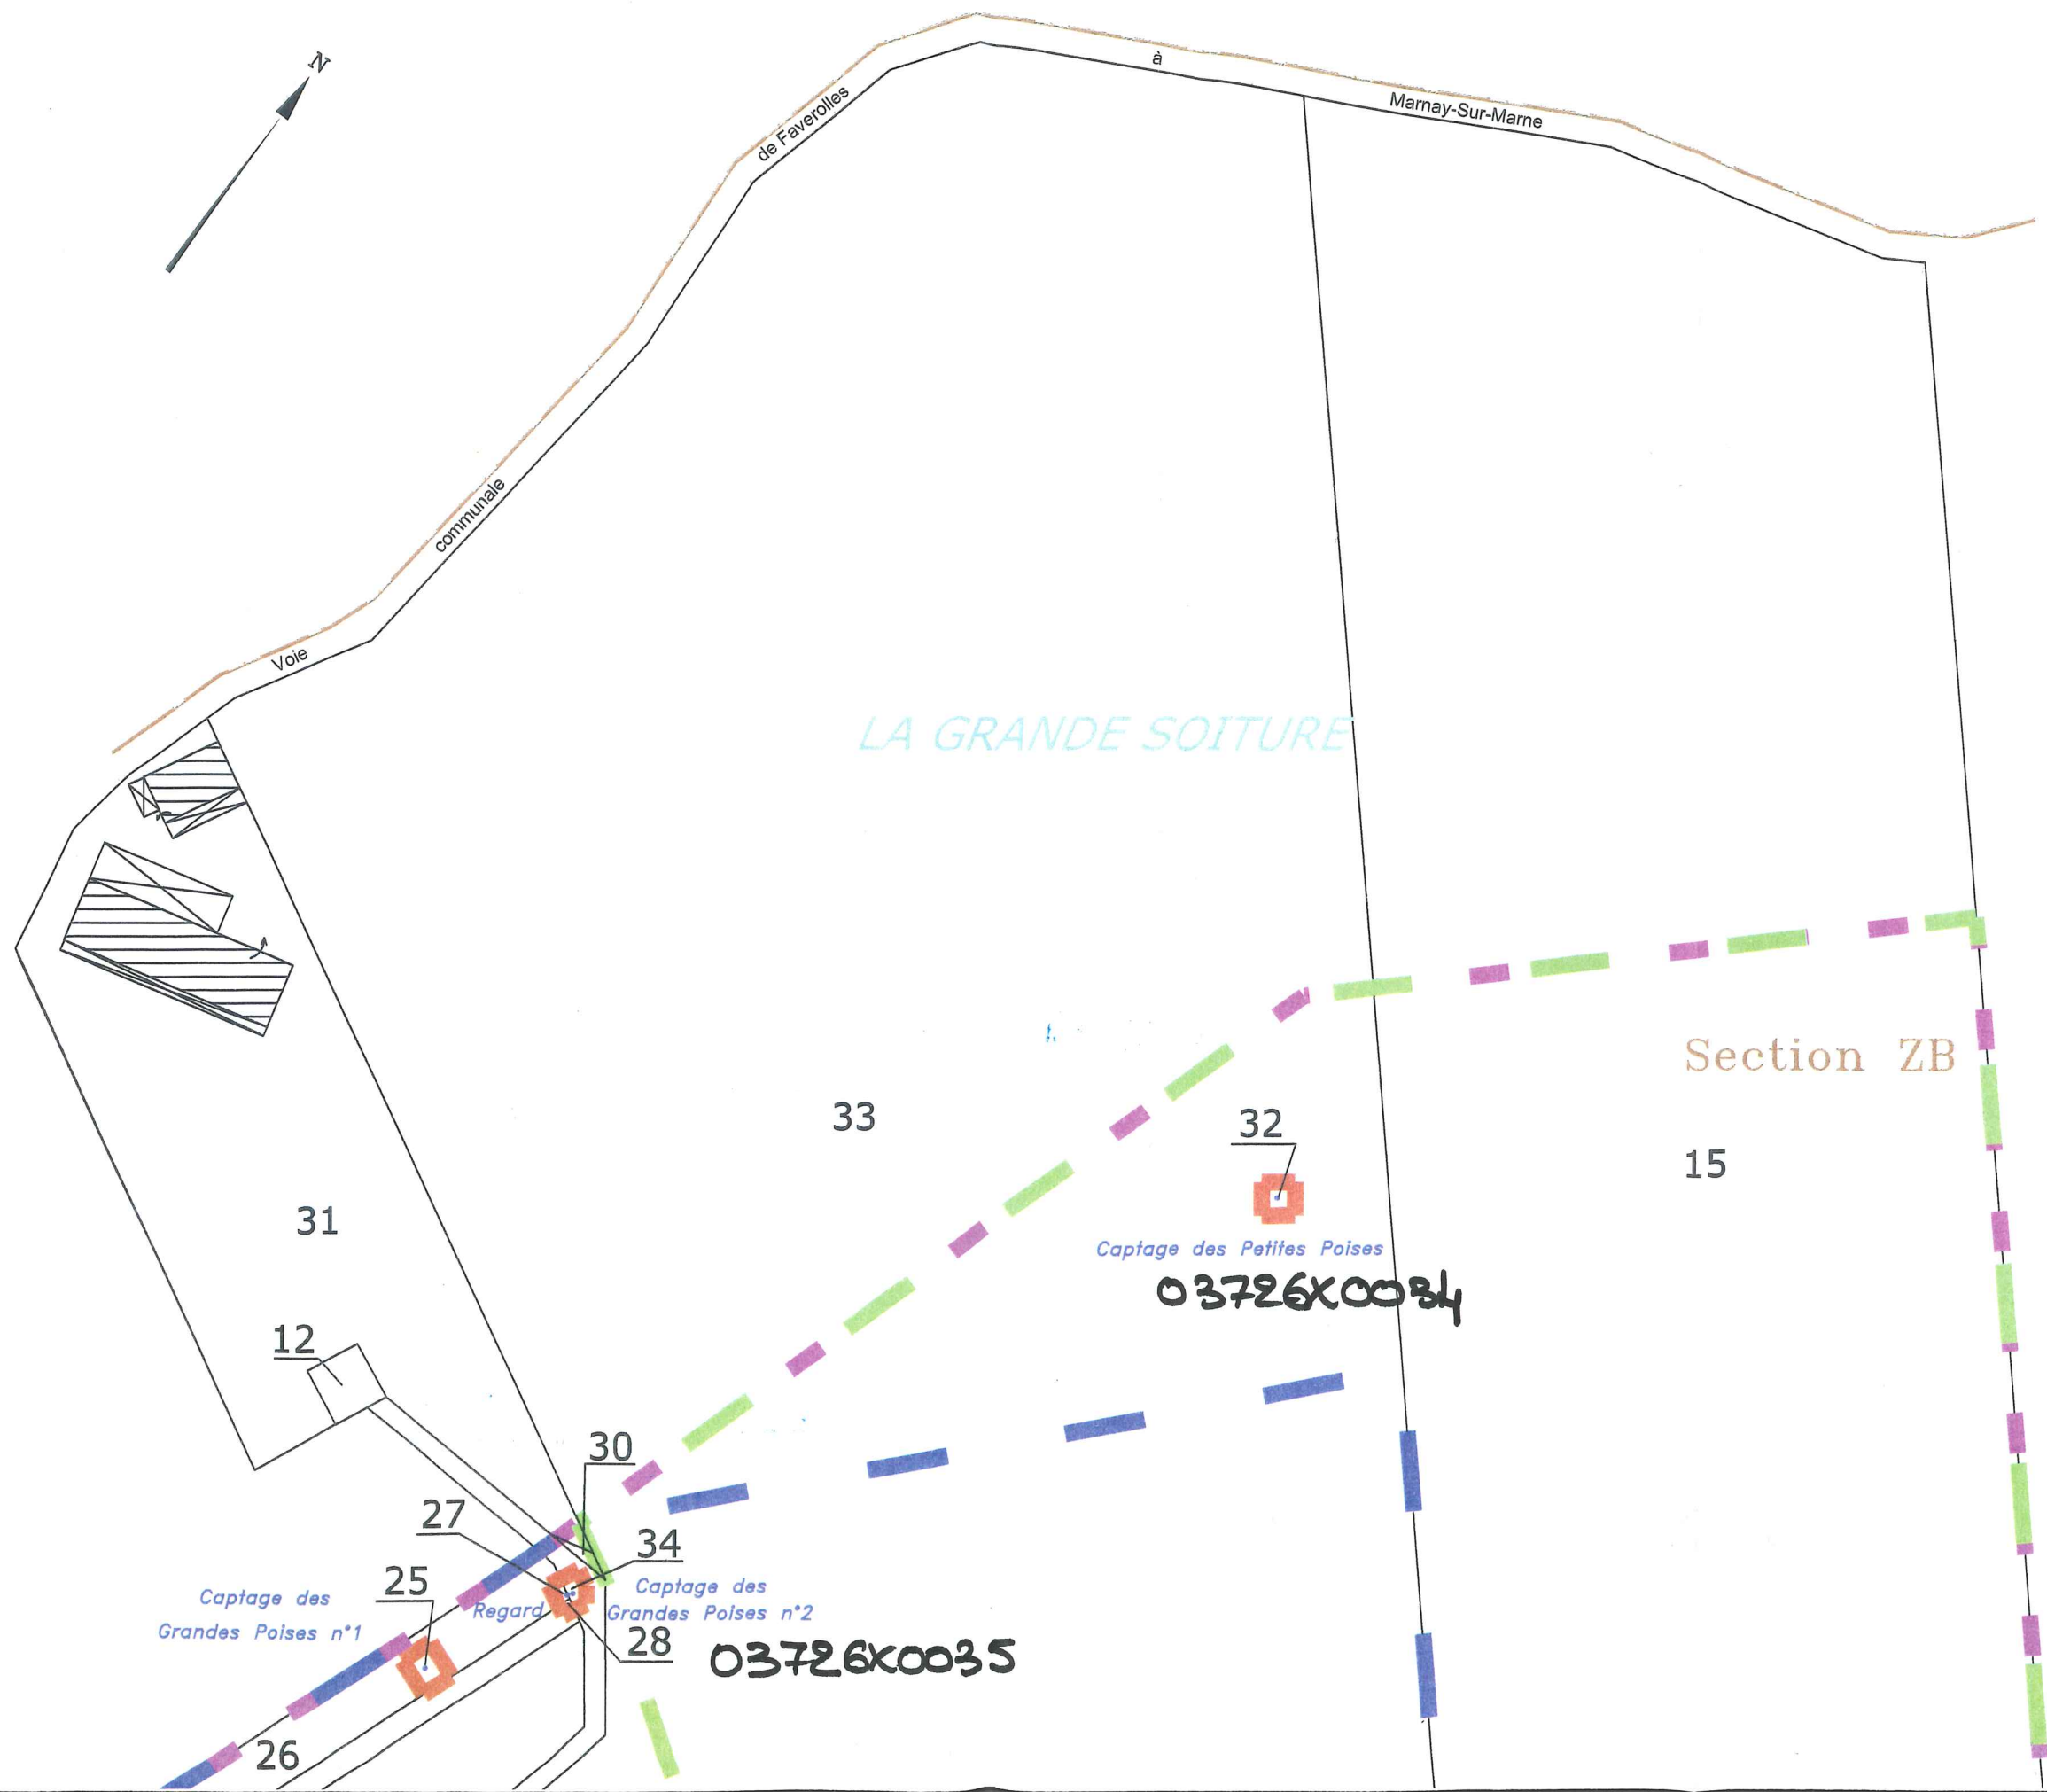 N
à
Marnay-Sur-Marne
de Faverolles
communale
Voie
LA GRANDE SOITURE
Section ZB
33
32
15
31
Captage des Petites Poises
03726X0034
12
30
27
34
25
Captage des
Grandes Poises n°2
Captage des
Grandes Poises n°1
Regard
28
03726X0035
26